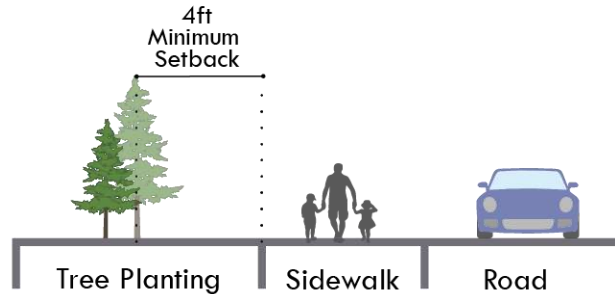 4ft
Minimum
Setback
Tree Planting
Sidewalk
Road